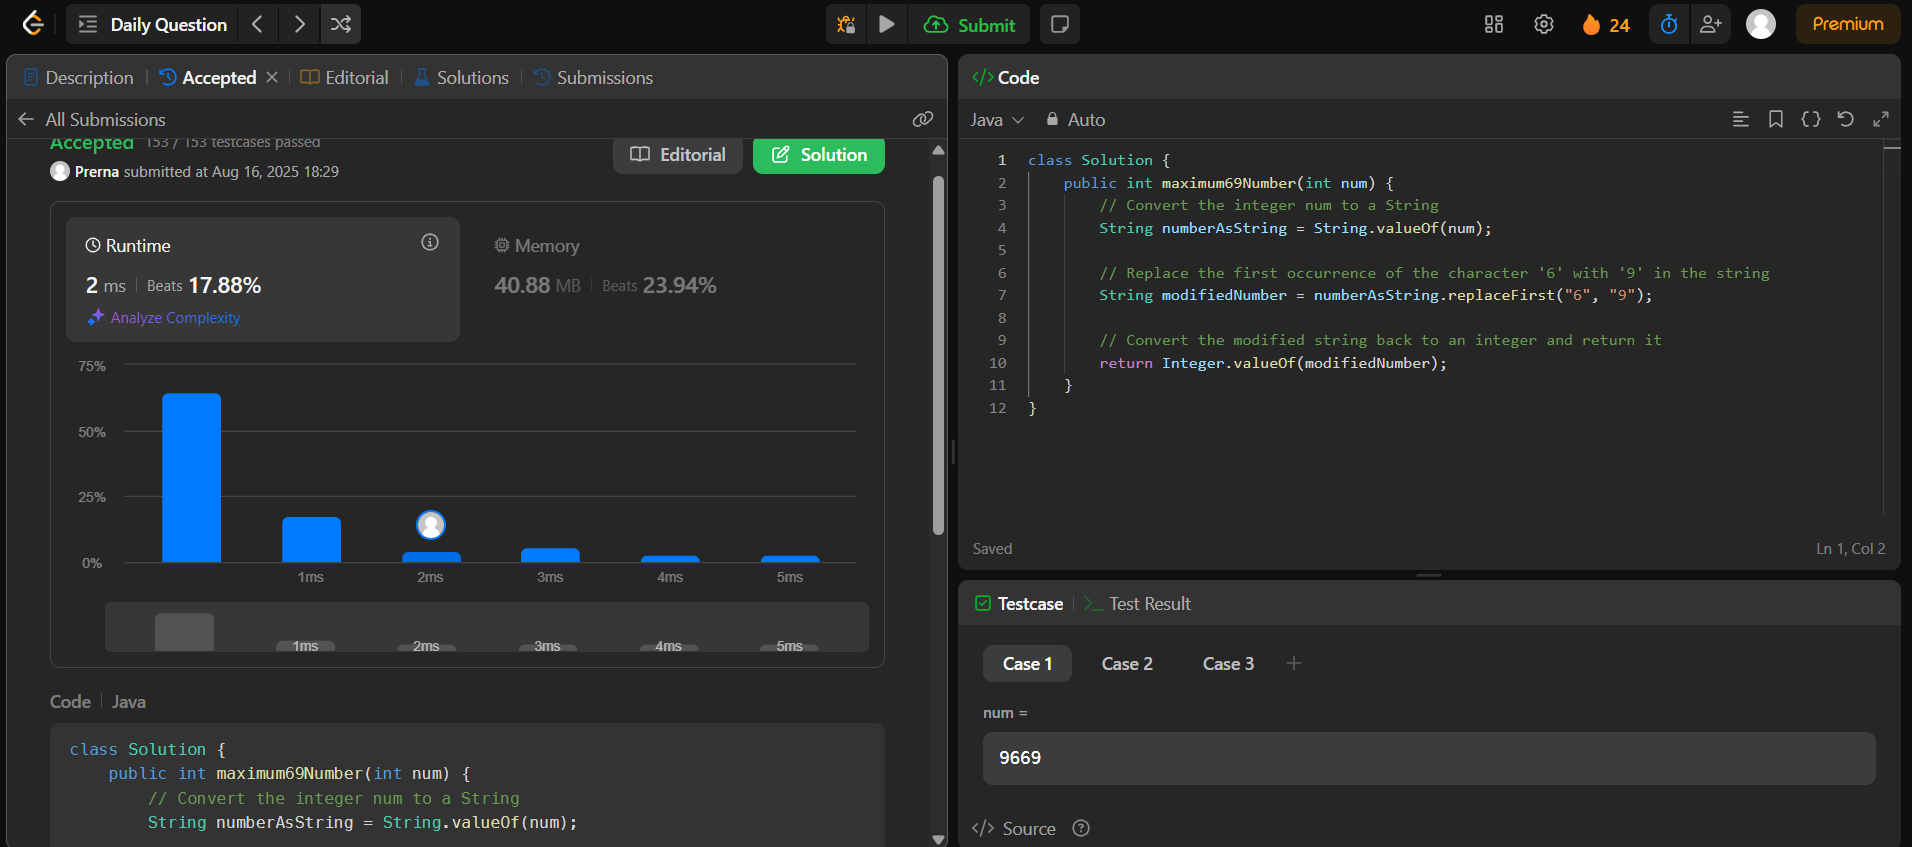 Daily Question
Submit
24
Premium
Description
Accepted
Editorial
Solutions
Submissions
All Submissions
Accepted 153 / 153 testcases passed
Prerna submitted at Aug 16, 2025 18:29
Editorial
Solution
Runtime
2 ms Beats 17.88%
Analyze Complexity
Memory
40.88 MB Beats 23.94%
75%
50%
25%
0%
1ms 2ms 3ms 4ms 5ms
1ms 2ms 3ms 4ms 5ms
Code Java
class Solution {
    public int maximum69Number(int num) {
        // Convert the integer num to a String
        String numberAsString = String.valueOf(num);
</> Code
Java
Auto
1 class Solution {
2     public int maximum69Number(int num) {
3         // Convert the integer num to a String
4         String numberAsString = String.valueOf(num);
5
6         // Replace the first occurrence of the character '6' with '9' in the string
7         String modifiedNumber = numberAsString.replaceFirst("6", "9");
8
9         // Convert the modified string back to an integer and return it
10         return Integer.valueOf(modifiedNumber);
11     }
12 }
Saved
Ln 1, Col 2
Testcase
Test Result
Case 1
Case 2
Case 3
num =
9669
</> Source